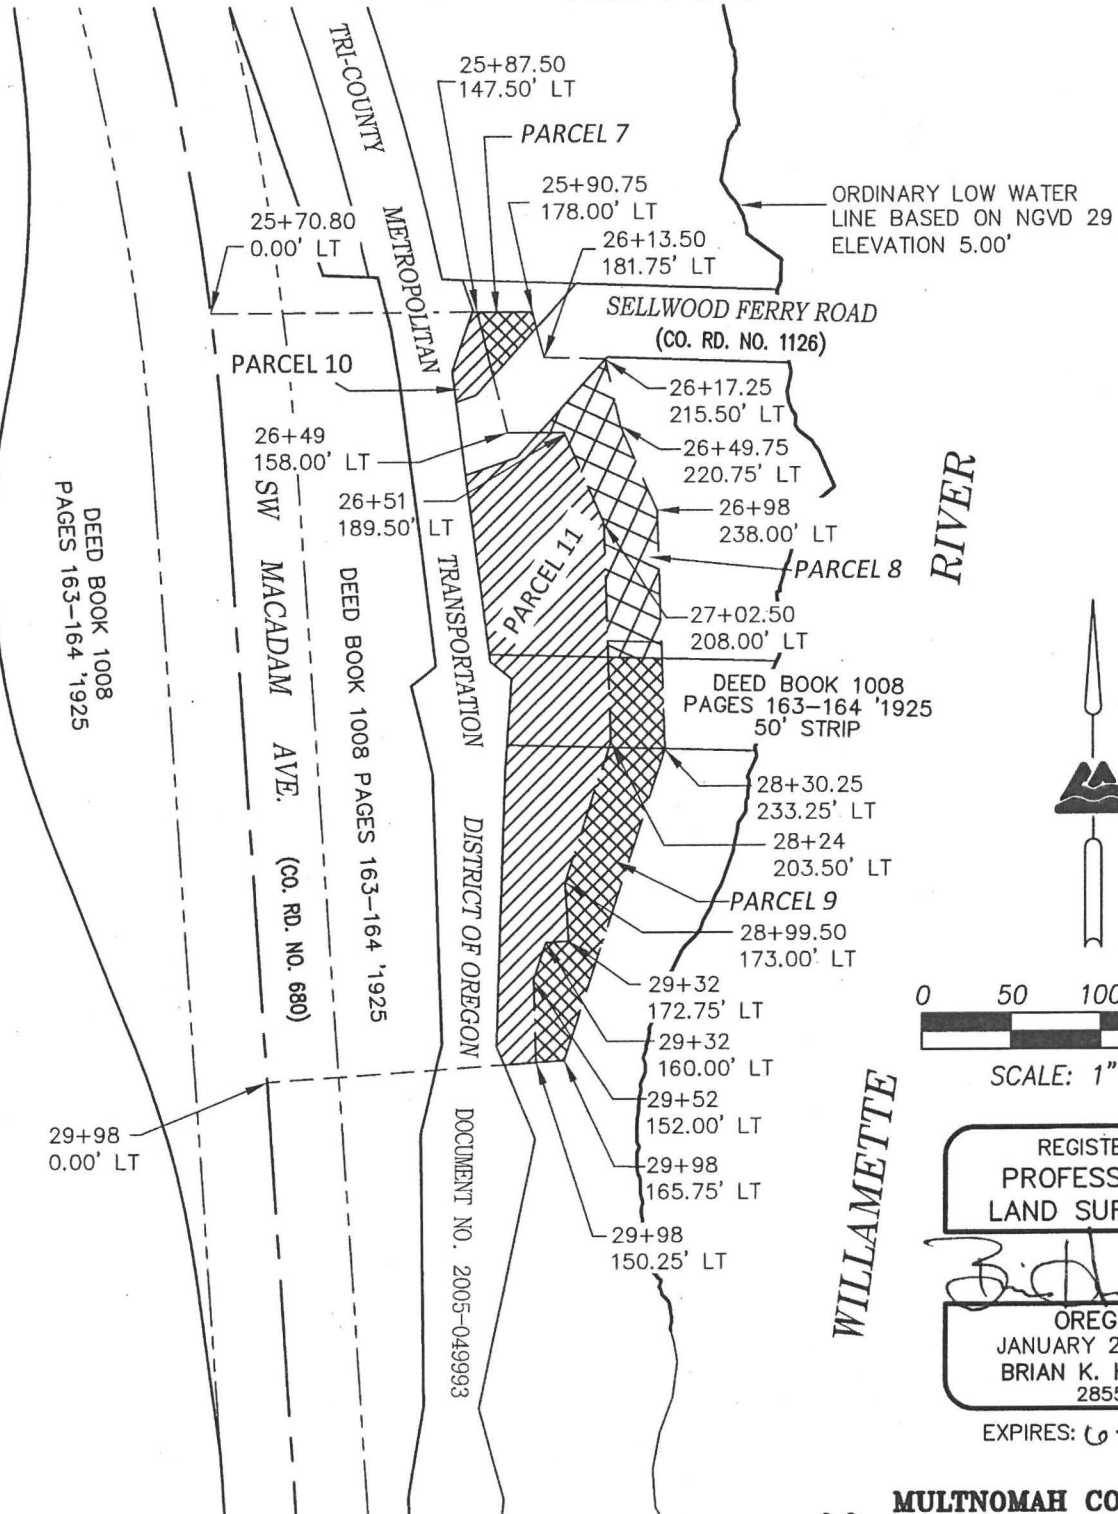 TRI-COUNTY
METROPOLITAN
TRANSPORTATION
DISTRICT OF OREGON
DOCUMENT NO. 2005-049993
25+87.50
147.50' LT
PARCEL 7
25+90.75
178.00' LT
25+70.80
0.00' LT
26+13.50
181.75' LT
ORDINARY LOW WATER
LINE BASED ON NGVD 29
ELEVATION 5.00'
SELLWOOD FERRY ROAD
(CO. RD. NO. 1126)
PARCEL 10
26+17.25
215.50' LT
26+49
158.00' LT
26+49.75
220.75' LT
26+51
189.50' LT
26+98
238.00' LT
PARCEL 11
PARCEL 8
27+02.50
208.00' LT
DEED BOOK 1008
PAGES 163-164 '1925
SW MACADAM AVE. (CO. RD. NO. 680)
DEED BOOK 1008 PAGES 163-164 '1925
DEED BOOK 1008
PAGES 163-164 '1925
50' STRIP
28+30.25
233.25' LT
28+24
203.50' LT
PARCEL 9
28+99.50
173.00' LT
29+32
172.75' LT
29+32
160.00' LT
29+52
152.00' LT
29+98
0.00' LT
29+98
165.75' LT
29+98
150.25' LT
WILLAMETTE
RIVER
0 50 100
SCALE: 1"
REGISTE
PROFESS
LAND SUR
OREG
JANUARY 2
BRIAN K.
2855
EXPIRES: 6
MULTNOMAH CO